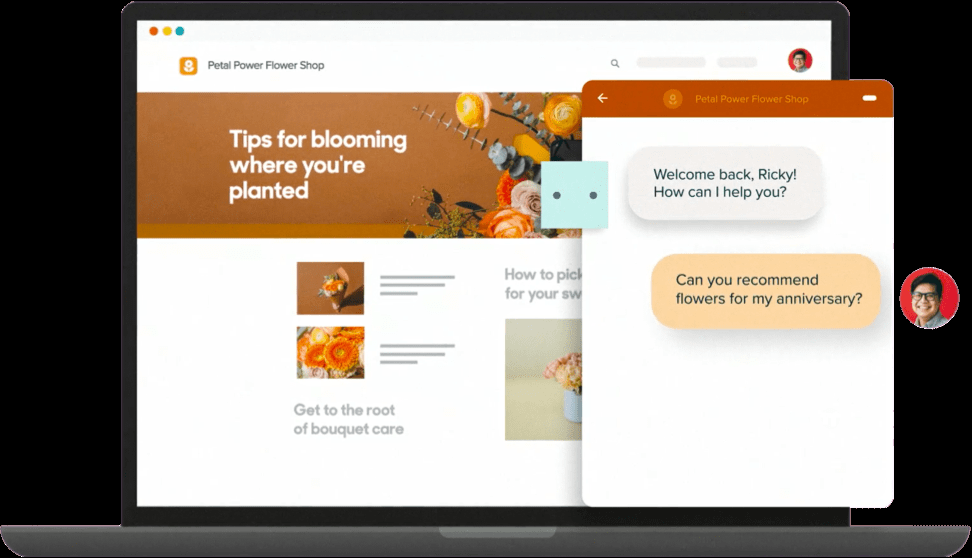 Petal Power Flower Shop
Tips for blooming
where you're
planted
How to pick
for your sw
Get to the root
of bouquet care
Petal Power Flower Shop
Welcome back, Ricky!
How can I help you?
Can you recommend
flowers for my anniversary?